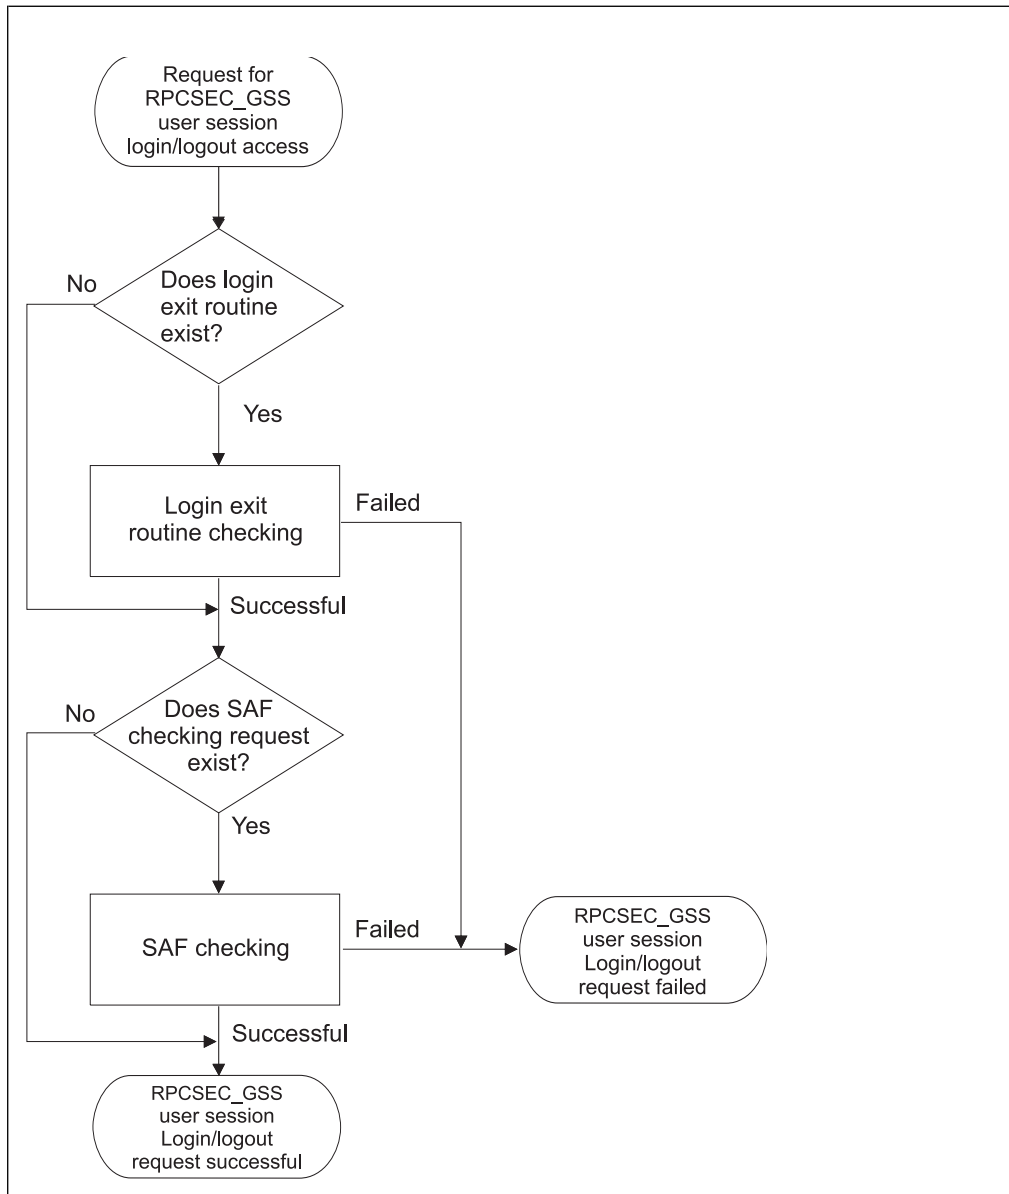 Request for
RPCSEC_GSS
user session
login/logout access
No
Does login
exit routine
exist?
Yes
Login exit
routine checking
Failed
Successful
No
Does SAF
checking request
exist?
Yes
SAF checking
Failed
RPCSEC_GSS
user session
Login/logout
request failed
Successful
RPCSEC_GSS
user session
Login/logout
request successful